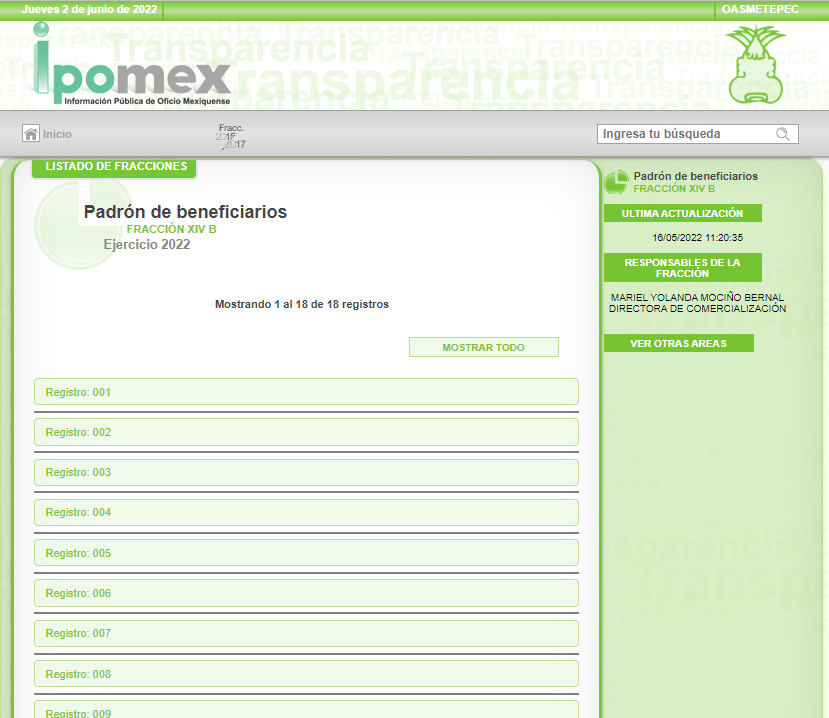 Jueves 2 de junio de 2022
OASMETEPEC
ipomex
Información Pública de Oficio Mexiquense
Inicio
Fracc.
2016
/2017
Ingresa tu búsqueda
LISTADO DE FRACCIONES
Padrón de beneficiarios
FRACCIÓN XIV B
Ejercicio 2022
Mostrando 1 al 18 de 18 registros
MOSTRAR TODO
Registro: 001
Registro: 002
Registro: 003
Registro: 004
Registro: 005
Registro: 006
Registro: 007
Registro: 008
Registro: 009
Padrón de beneficiarios
FRACCIÓN XIV B
ULTIMA ACTUALIZACIÓN
16/05/2022 11:20:35
RESPONSABLES DE LA
FRACCIÓN
MARIEL YOLANDA MOCIÑO BERNAL
DIRECTORA DE COMERCIALIZACIÓN
VER OTRAS AREAS